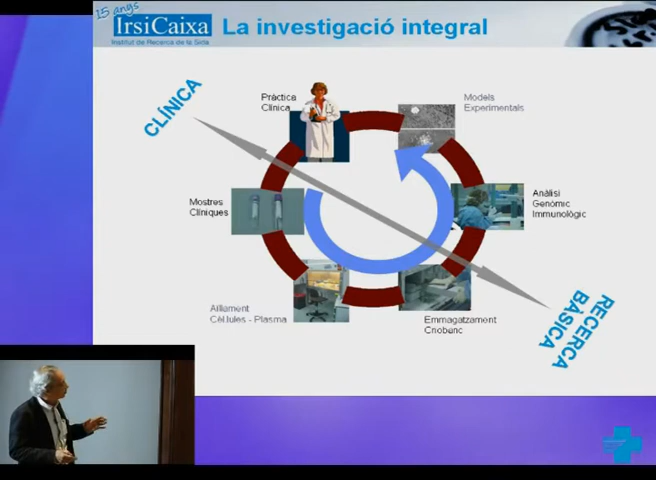 15 anys
IrsiCaixa
Institut de Recerca de la Sida
La investigació integral
CLÍNICA
Pràctica
Clínica
Models
Experimentals
Mostres
Clíniques
Anàlisi
Genòmic
Immunològic
Aïllament
Cèl.lules - Plasma
Emmagatzament
Criobanc
RECERCA
BÀSICA